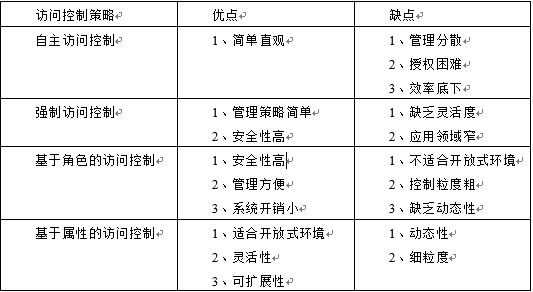 访问控制策略 优点 缺点
自主访问控制 1、简单直观 1、管理分散
2、授权困难
3、效率底下
强制访问控制 1、管理策略简单 1、缺乏灵活度
2、安全性高 2、应用领域窄
基于角色的访问控制 1、安全性高 1、不适合开放式环境
2、管理方便 2、控制粒度粗
3、系统开销小 3、缺乏动态性
基于属性的访问控制 1、适合开放式环境 1、动态性
2、灵活性 2、细粒度
3、可扩展性